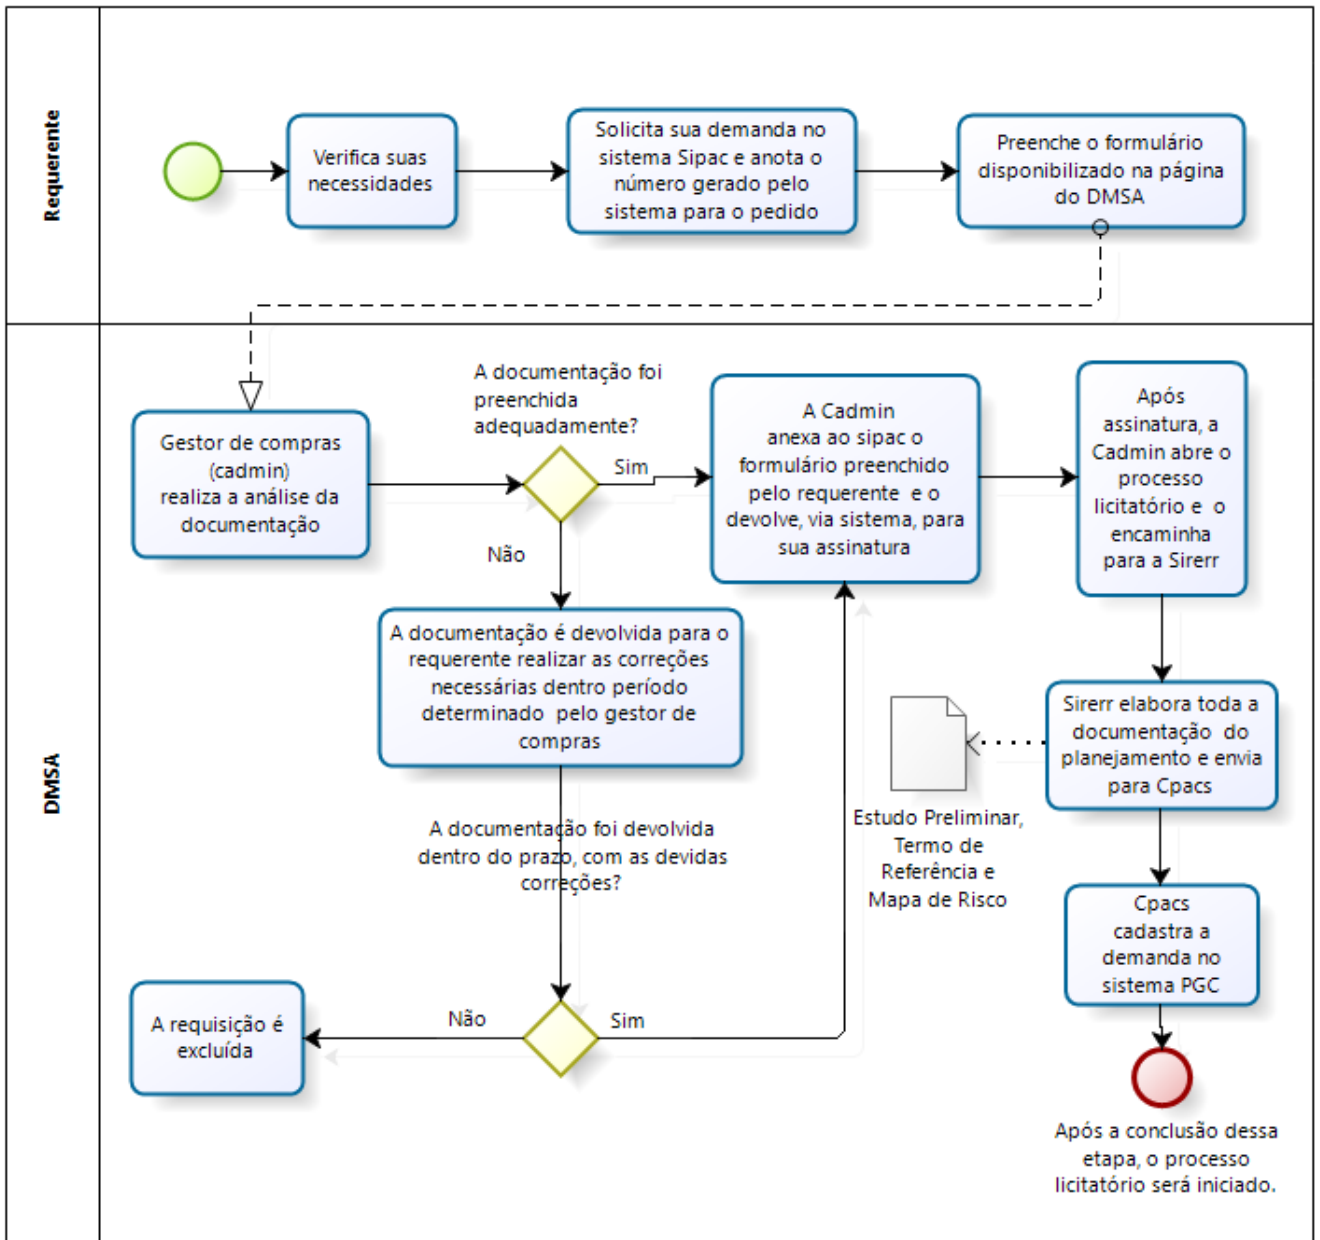 Requerente
Verifica suas
necessidades
Solicita sua demanda no
sistema Sipac e anota o
número gerado pelo
sistema para o pedido
Preenche o formulário
disponibilizado na página
do DMSA
DMSA
Gestor de compras
(cadmin)
realiza a análise da
documentação
A documentação foi
preenchida
adequadamente?
Sim
Não
A Cadmin
anexa ao sipac o
formulário preenchido
pelo requerente e o
devolve, via sistema, para
sua assinatura
Após
assinatura, a
Cadmin abre o
processo
licitatório e o
encaminha
para a Sirerr
A documentação é devolvida para o
requerente realizar as correções
necessárias dentro período
determinado pelo gestor de
compras
Sirerr elabora toda a
documentação do
planejamento e envia
para Cpacs
Estudo Preliminar,
Termo de
Referência e
Mapa de Risco
A documentação foi devolvida
dentro do prazo, com as devidas
correções?
Cpacs
cadastra a
demanda no
sistema PGC
Não
Sim
A requisição é
excluída
Após a conclusão dessa
etapa, o processo
licitatório será iniciado.